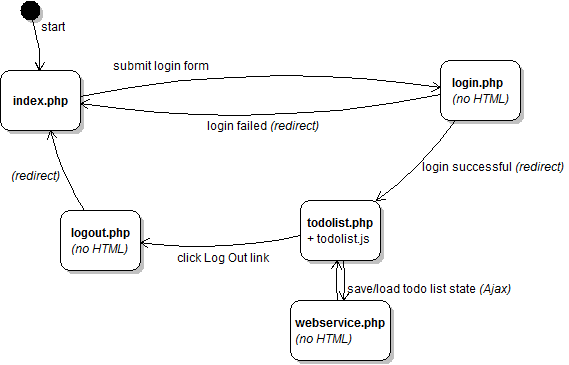 start
submit login form
index.php
login.php
(no HTML)
login failed (redirect)
login successful (redirect)
(redirect)
logout.php
(no HTML)
todolist.php
+ todolist.js
click Log Out link
save/load todo list state (Ajax)
webservice.php
(no HTML)